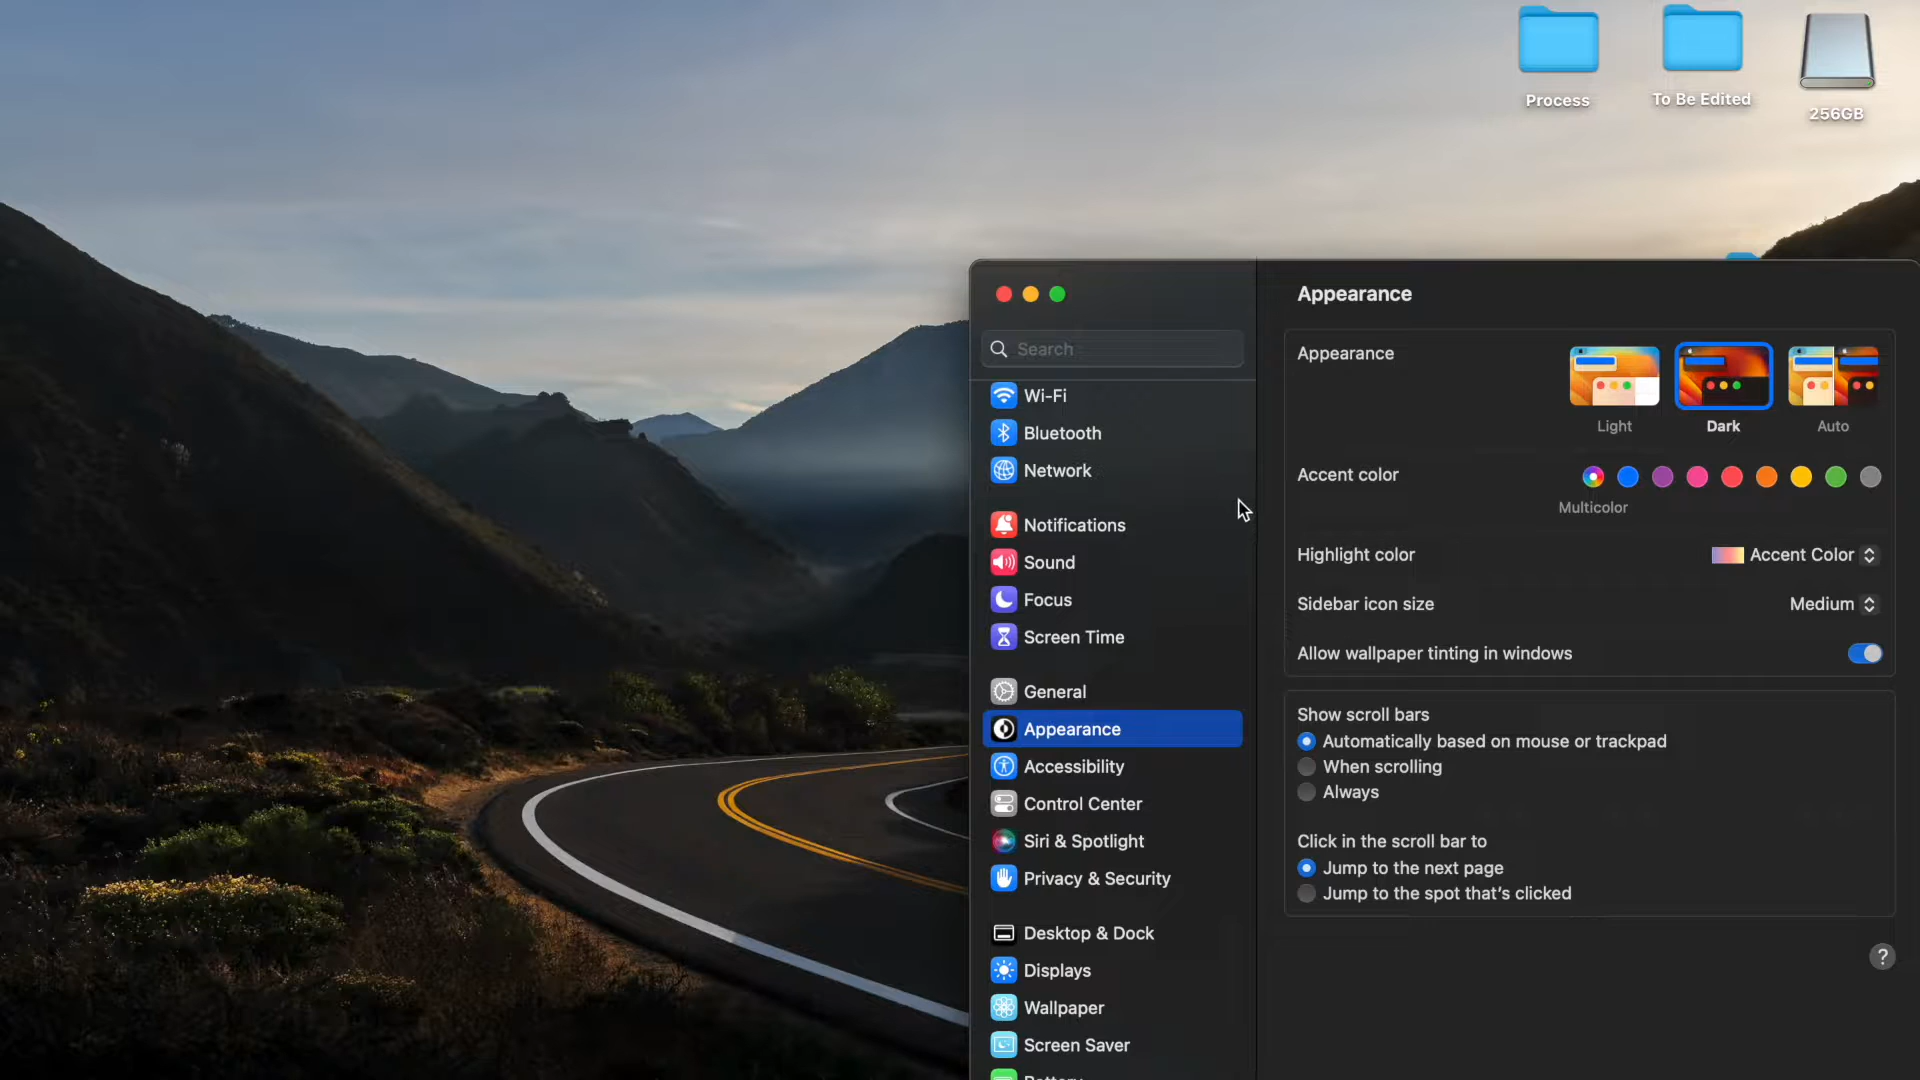 Process
To Be Edited
256GB
Search
Wi-Fi
Bluetooth
Network
Notifications
Sound
Focus
Screen Time
General
Appearance
Accessibility
Control Center
Siri & Spotlight
Privacy & Security
Desktop & Dock
Displays
Wallpaper
Screen Saver
Appearance
Appearance
Light
Dark
Auto
Accent color
Multicolor
Highlight color
Accent Color
Sidebar icon size
Medium
Allow wallpaper tinting in windows
Show scroll bars
Automatically based on mouse or trackpad
When scrolling
Always
Click in the scroll bar to
Jump to the next page
Jump to the spot that's clicked
?